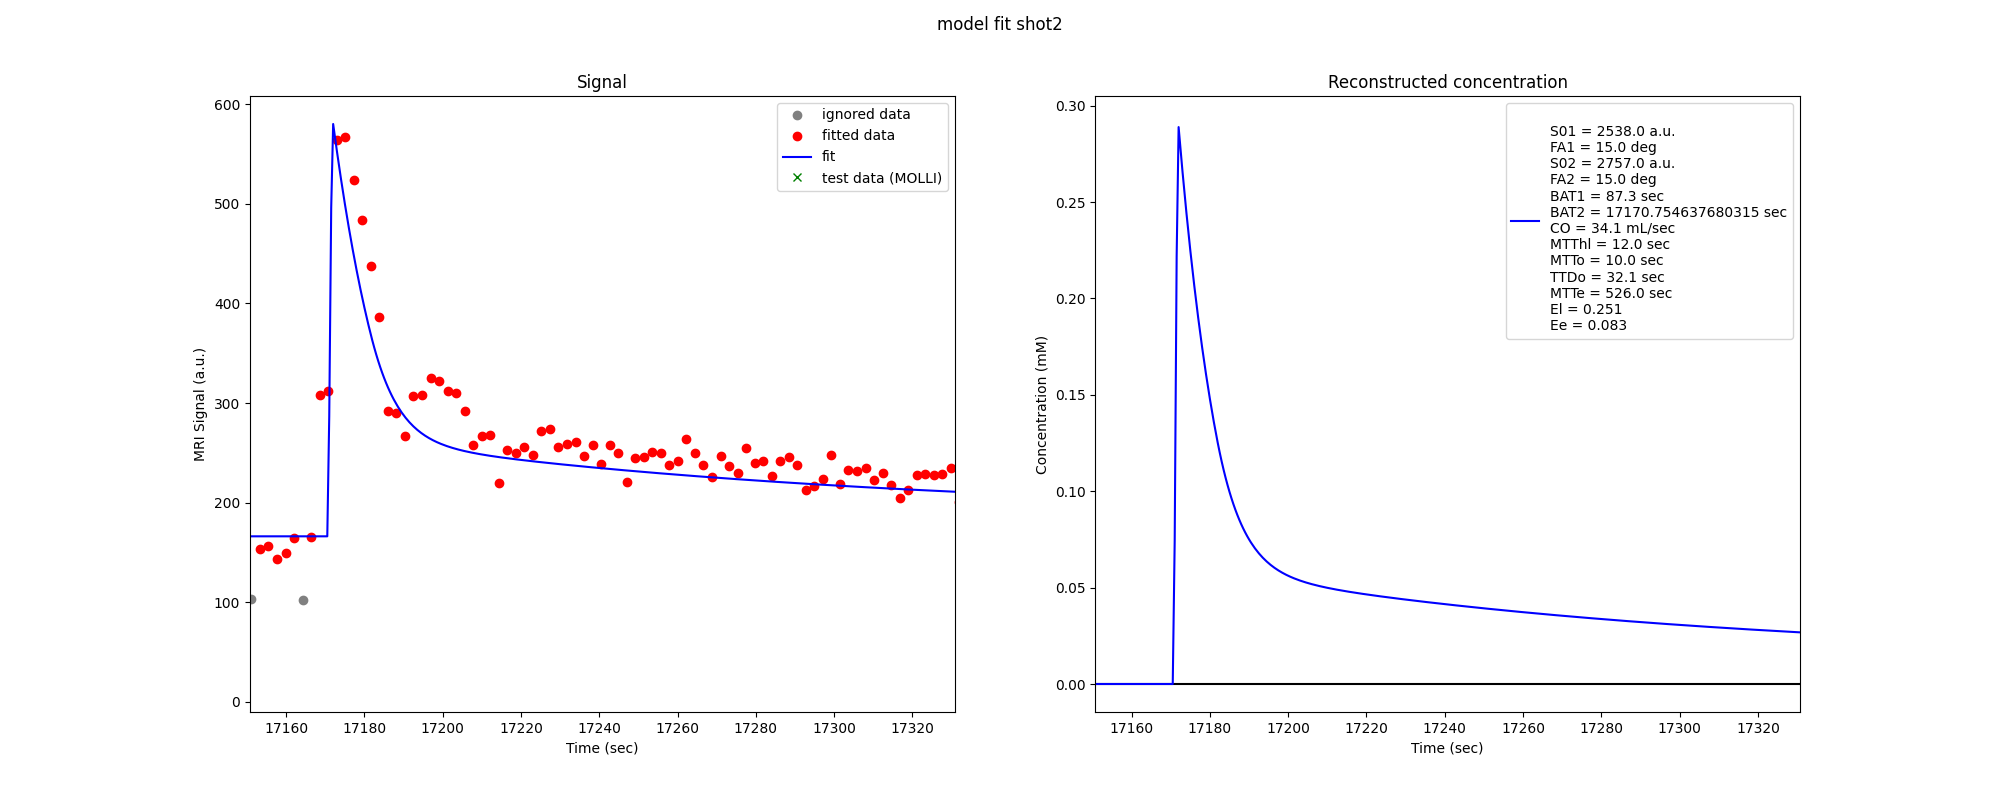 model fit shot2
Signal
MRI Signal (a.u.)
600
500
400
300
200
100
0
17160 17180 17200 17220 17240 17260 17280 17300 17320
Time (sec)
ignored data
fitted data
fit
test data (MOLLI)
Reconstructed concentration
Concentration (mM)
0.30
0.25
0.20
0.15
0.10
0.05
0.00
17160 17180 17200 17220 17240 17260 17280 17300 17320
Time (sec)
S01 = 2538.0 a.u.
FA1 = 15.0 deg
S02 = 2757.0 a.u.
FA2 = 15.0 deg
BAT1 = 87.3 sec
BAT2 = 17170.754637680315 sec
CO = 34.1 mL/sec
MTThl = 12.0 sec
MTTo = 10.0 sec
TTDo = 32.1 sec
MTTe = 526.0 sec
El = 0.251
Ee = 0.083